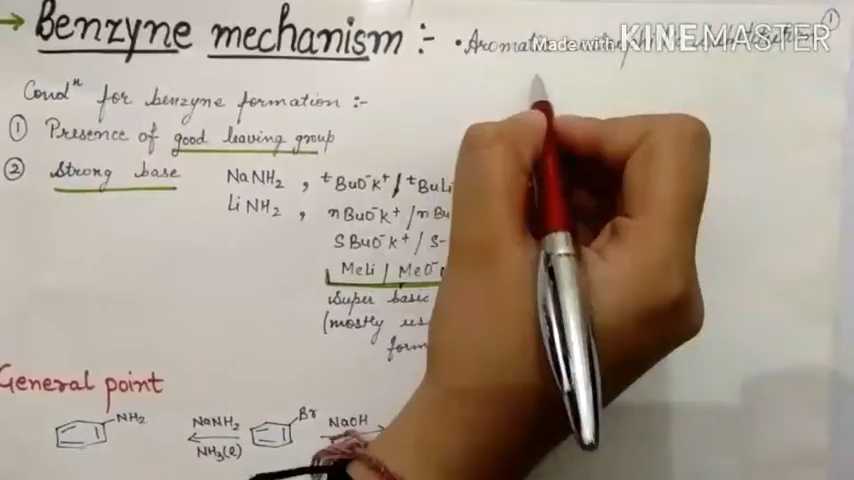 → Benzyne mechanism :- • Aromatic
Made with KINEMASTER
①
Condⁿ for benzyne formation :-
① Presence of good leaving group
② Strong base NaNH₂ , ᵗBuO⁻K⁺ / ᵗBuLi
LiNH₂ , nBuO⁻K⁺ / nBu
SBuO⁻K⁺ / S-
MeLi / MeO⁻
Super basic
(mostly
form
General point
NH₂ NaNH₂ Br NaOH
NH₃(l)